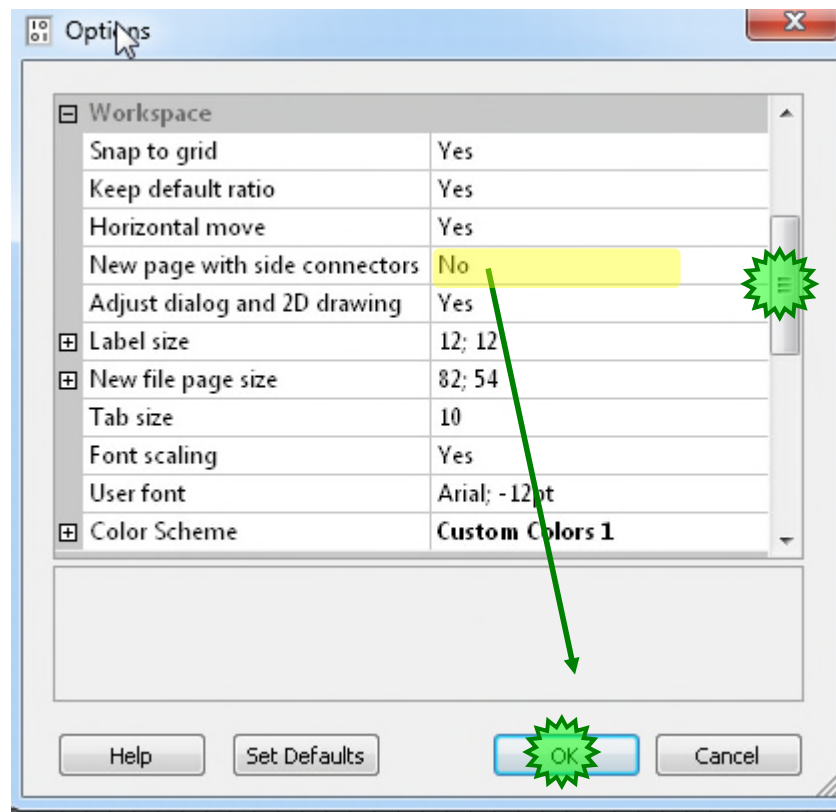 Options
Workspace
Snap to grid Yes
Keep default ratio Yes
Horizontal move Yes
New page with side connectors No
Adjust dialog and 2D drawing Yes
Label size 12; 12
New file page size 82; 54
Tab size 10
Font scaling Yes
User font Arial; -12pt
Color Scheme Custom Colors 1
Help Set Defaults OK Cancel